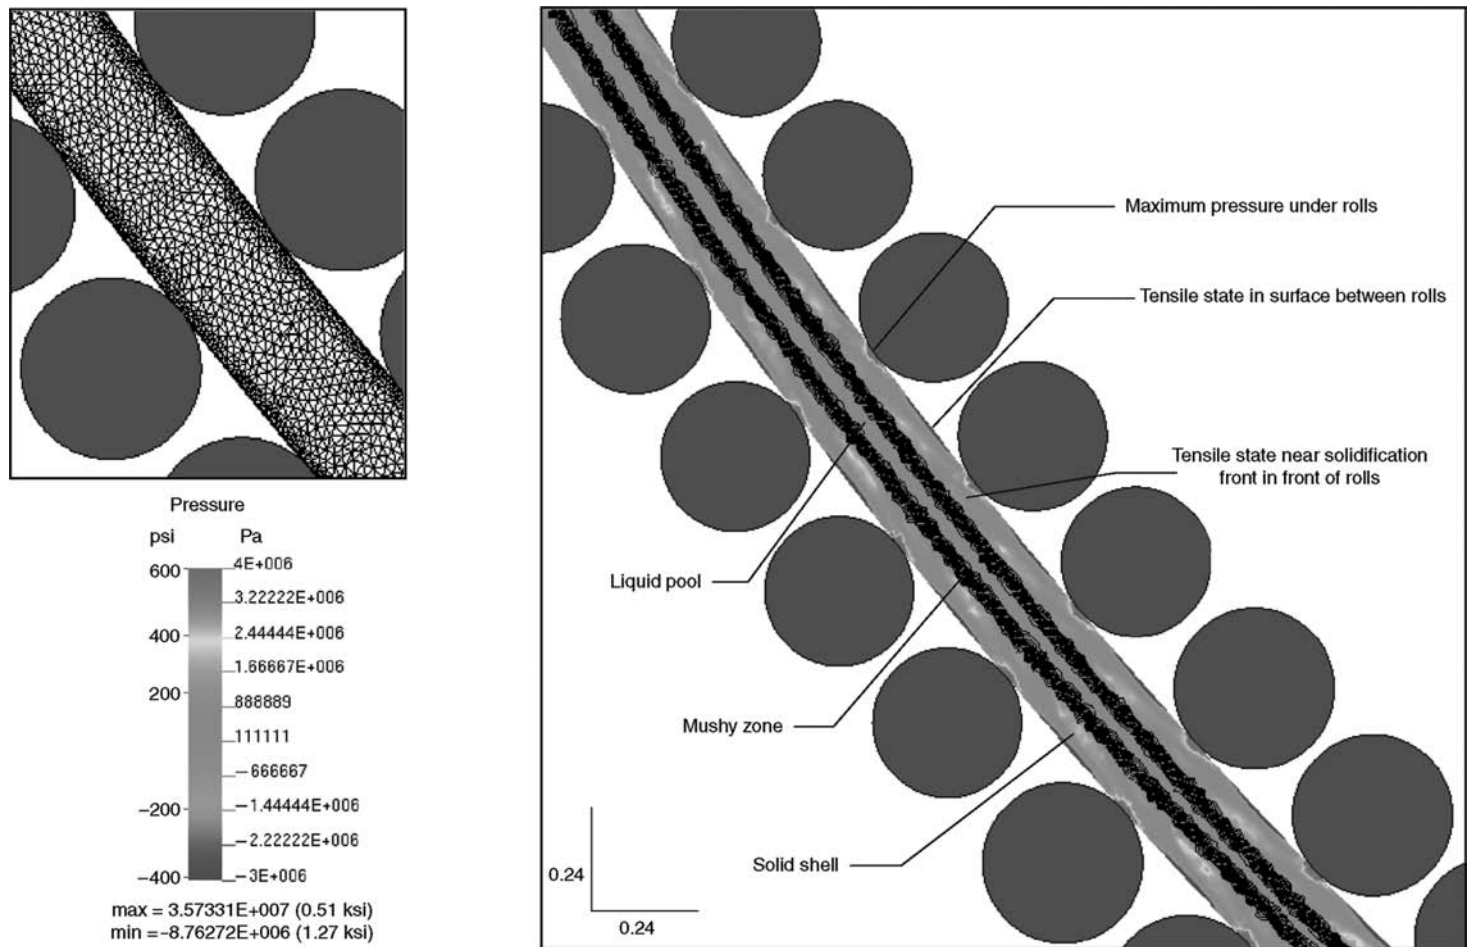 Pressure
psi Pa
600 4E+006
3.22222E+006
400 2.44444E+006
1.66667E+006
200 888889
111111
−666667
−200 −1.44444E+006
−2.22222E+006
−400 −3E+006
max = 3.57331E+007 (0.51 ksi)
min =−8.76272E+006 (1.27 ksi)
Maximum pressure under rolls
Tensile state in surface between rolls
Tensile state near solidification
front in front of rolls
Liquid pool
Mushy zone
Solid shell
0.24
0.24